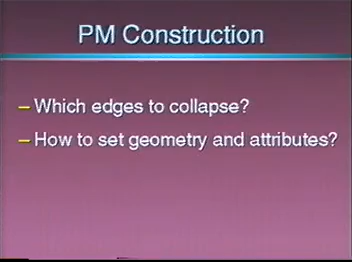 PM Construction
– Which edges to collapse?
– How to set geometry and attributes?